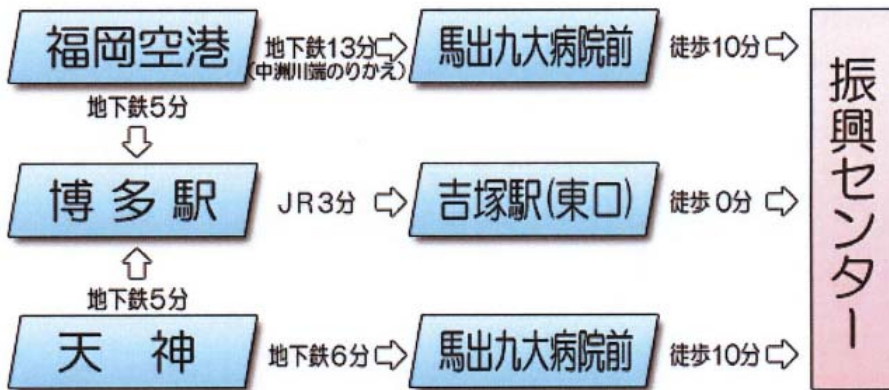 福岡空港 地下鉄13分 馬出九大病院前 徒歩10分
(中洲川端のりかえ)
地下鉄5分
博多駅 JR3分 吉塚駅(東口) 徒歩0分
地下鉄5分
天神 地下鉄6分 馬出九大病院前 徒歩10分
振興センター